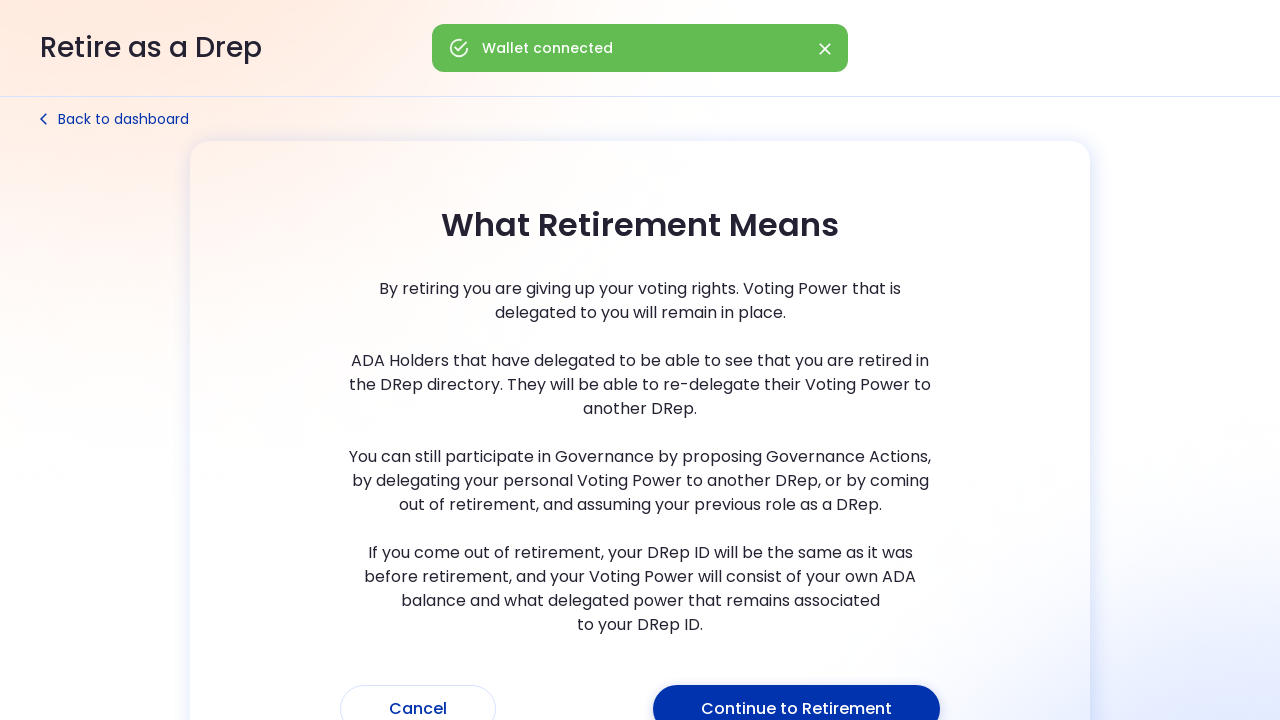 Retire as a Drep
Wallet connected
Back to dashboard
What Retirement Means
By retiring you are giving up your voting rights. Voting Power that is
delegated to you will remain in place.
ADA Holders that have delegated to be able to see that you are retired in
the DRep directory. They will be able to re-delegate their Voting Power to
another DRep.
You can still participate in Governance by proposing Governance Actions,
by delegating your personal Voting Power to another DRep, or by coming
out of retirement, and assuming your previous role as a DRep.
If you come out of retirement, your DRep ID will be the same as it was
before retirement, and your Voting Power will consist of your own ADA
balance and what delegated power that remains associated
to your DRep ID.
Cancel
Continue to Retirement